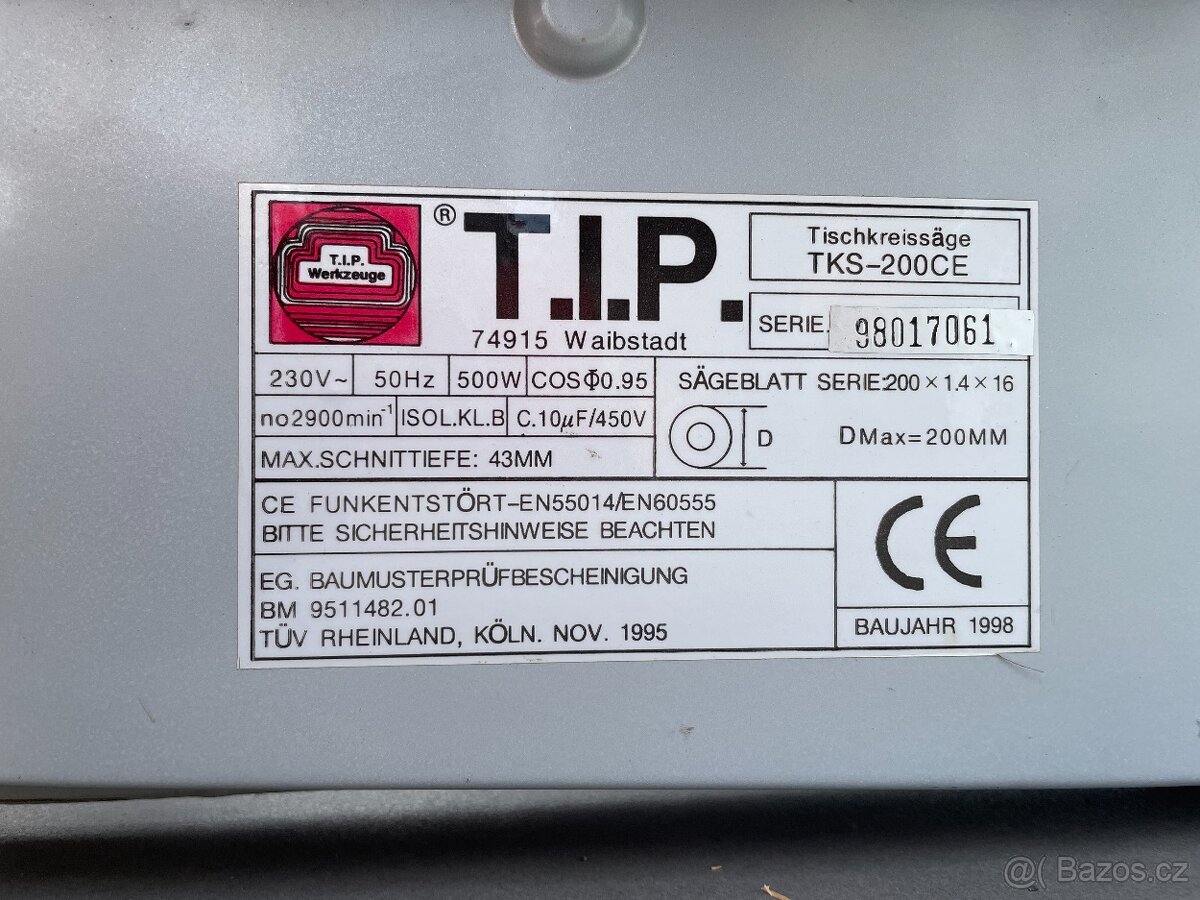 T.I.P.
Werkzeuge
® T.I.P.
74915 Waibstadt
Tischkreissäge
TKS-200CE
SERIE. 98017061
230V~ 50Hz 500W COSΦ0.95
no2900min⁻¹ ISOL.KL.B C.10μF/450V
MAX.SCHNITTIEFE: 43MM
SÄGEBLATT SERIE:200×1.4×16
D DMax=200MM
CE FUNKENTSTÖRT-EN55014/EN60555
BITTE SICHERHEITSHINWEISE BEACHTEN
EG. BAUMUSTERPRÜFBESCHEINIGUNG
BM 9511482.01
TÜV RHEINLAND, KÖLN. NOV. 1995
CE
BAUJAHR 1998
@( Bazos.cz